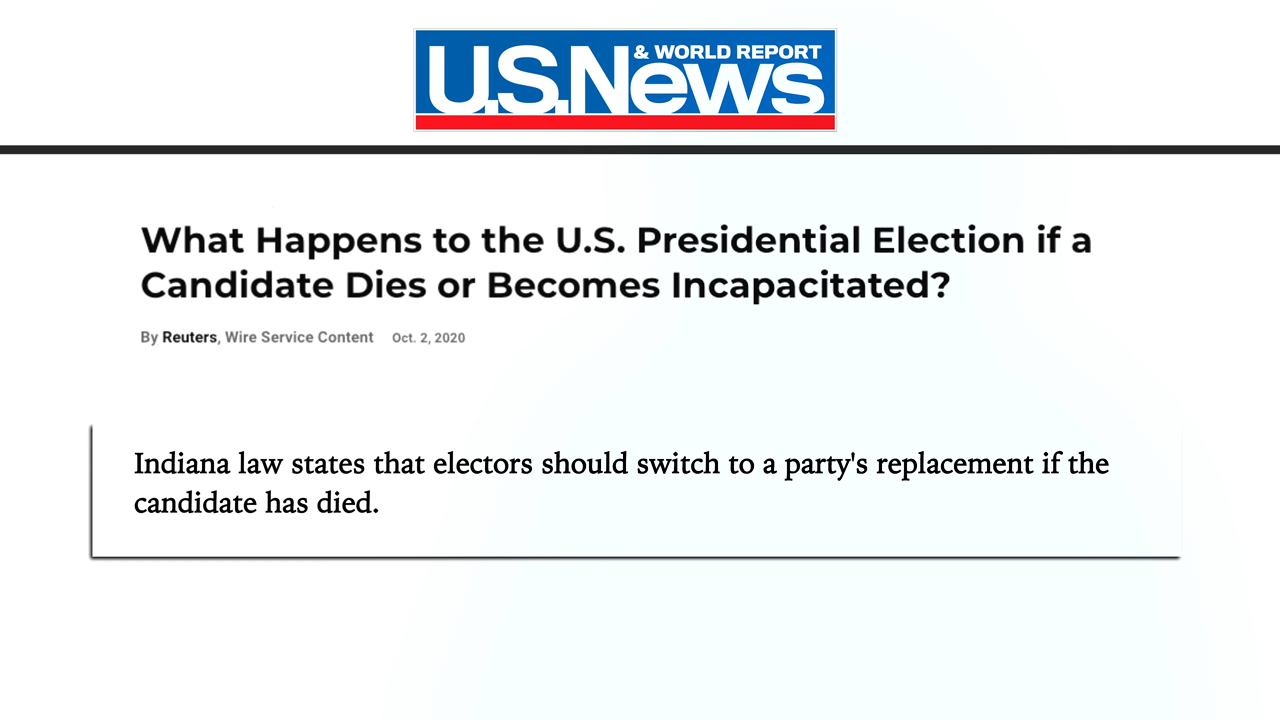 U.S. News & WORLD REPORT
What Happens to the U.S. Presidential Election if a
Candidate Dies or Becomes Incapacitated?
By Reuters, Wire Service Content Oct. 2, 2020
Indiana law states that electors should switch to a party's replacement if the
candidate has died.